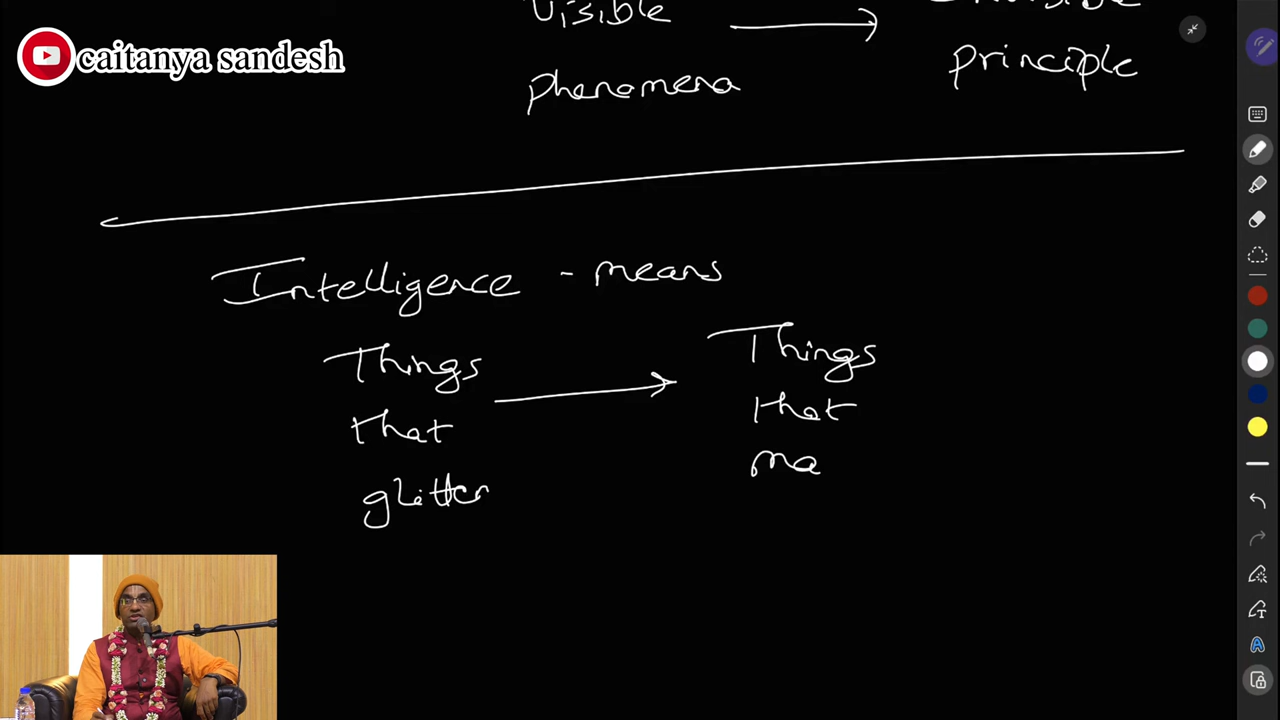 caitanya sandesh
Visible
phenomena
principle
Intelligence - means
Things
that
glitter
Things
that
ma